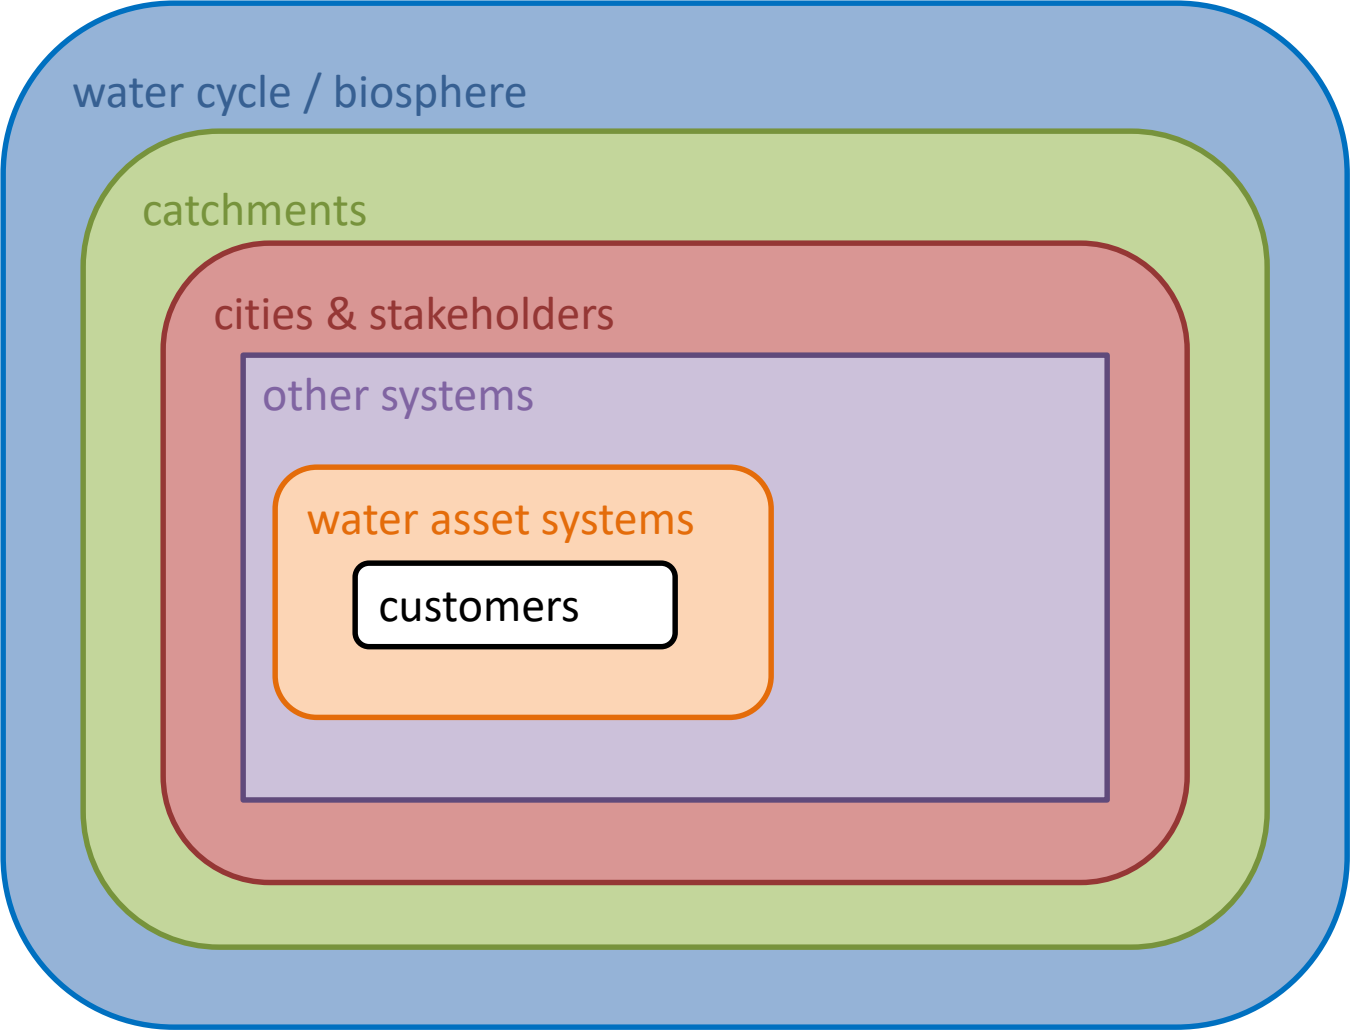 water cycle / biosphere
catchments
cities & stakeholders
other systems
water asset systems
customers